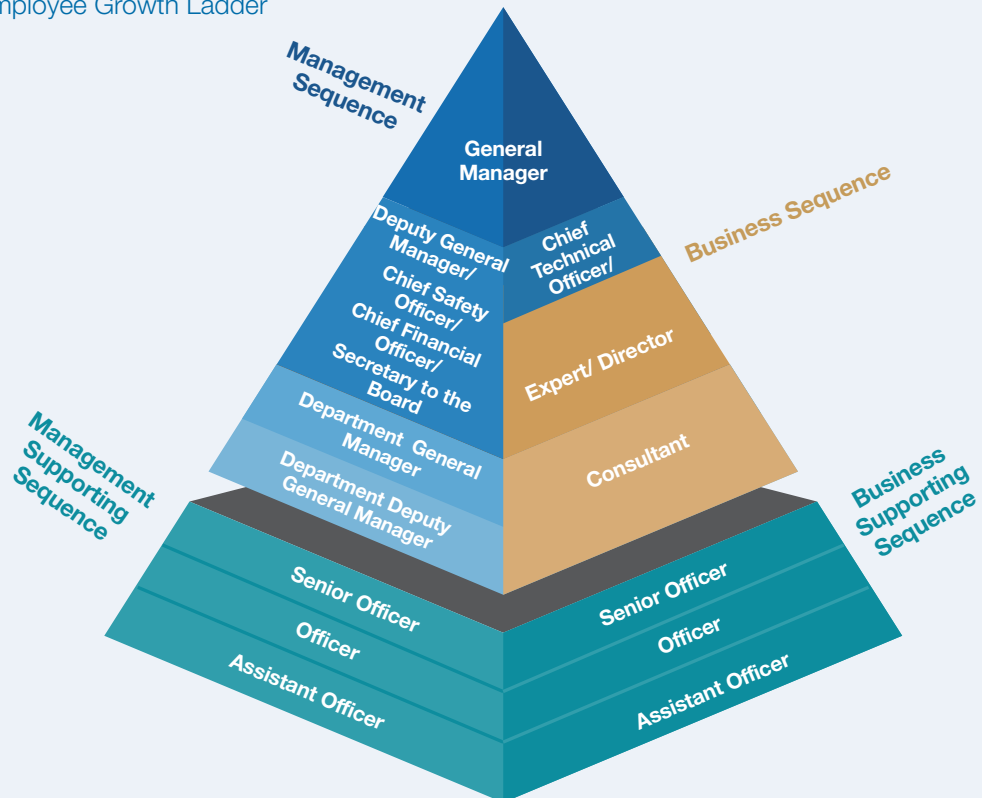 mployee Growth Ladder
Management
Sequence
General
Manager
Business Sequence
Deputy General
Manager/
Chief Safety
Officer/
Chief Financial
Officer/
Secretary to the
Board
Chief
Technical
Officer/
Expert/ Director
Department General
Manager
Consultant
Department Deputy
General Manager
Management
Supporting
Sequence
Business
Supporting
Sequence
Senior Officer
Officer
Assistant Officer
Senior Officer
Officer
Assistant Officer